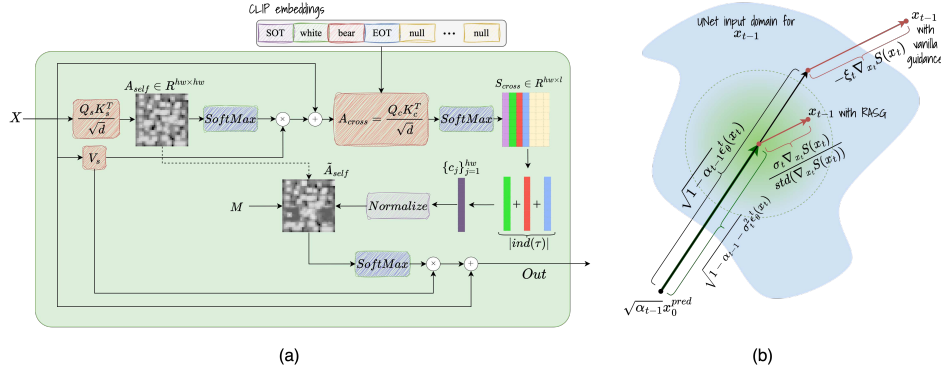 CLIP embeddings
SOT white bear EOT null ... null
A_self ∈ R^{hw×hw}
S_cross ∈ R^{hw×l}
X
Q_s K_s^T / √d
SoftMax
×
+
A_cross = Q_c K_c^T / √d
SoftMax
V_s
Ã_self
{c_j}_{j=1}^{hw}
M
Normalize
+ +
|ind(τ)|
SoftMax
×
+
Out
(a)
UNet input domain for
x_{t-1}
x_{t-1}
with
vanilla
guidance
-ξ_t ∇_{x_t} S(x_t)
x_{t-1} with RASG
σ_t ∇_{x_t} S(x_t) / std(∇_{x_t} S(x_t))
√(1 - α_{t-1}) ε_θ^t(x_t)
√(1 - α_{t-1} - σ_t^2) ε_θ^t(x_t)
√α_{t-1} x_0^{pred}
(b)